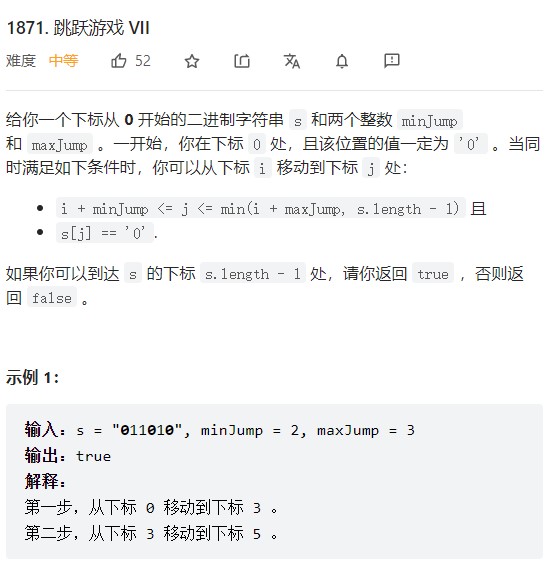 1871. 跳跃游戏 VII
难度 中等 52
给你一个下标从 0 开始的二进制字符串 s 和两个整数 minJump
和 maxJump 。一开始，你在下标 0 处，且该位置的值一定为 '0' 。当同
时满足如下条件时，你可以从下标 i 移动到下标 j 处：
• i + minJump <= j <= min(i + maxJump, s.length - 1) 且
• s[j] == '0'.
如果你可以到达 s 的下标 s.length - 1 处，请你返回 true ，否则返
回 false 。
示例 1：
输入：s = "011010", minJump = 2, maxJump = 3
输出：true
解释：
第一步，从下标 0 移动到下标 3 。
第二步，从下标 3 移动到下标 5 。